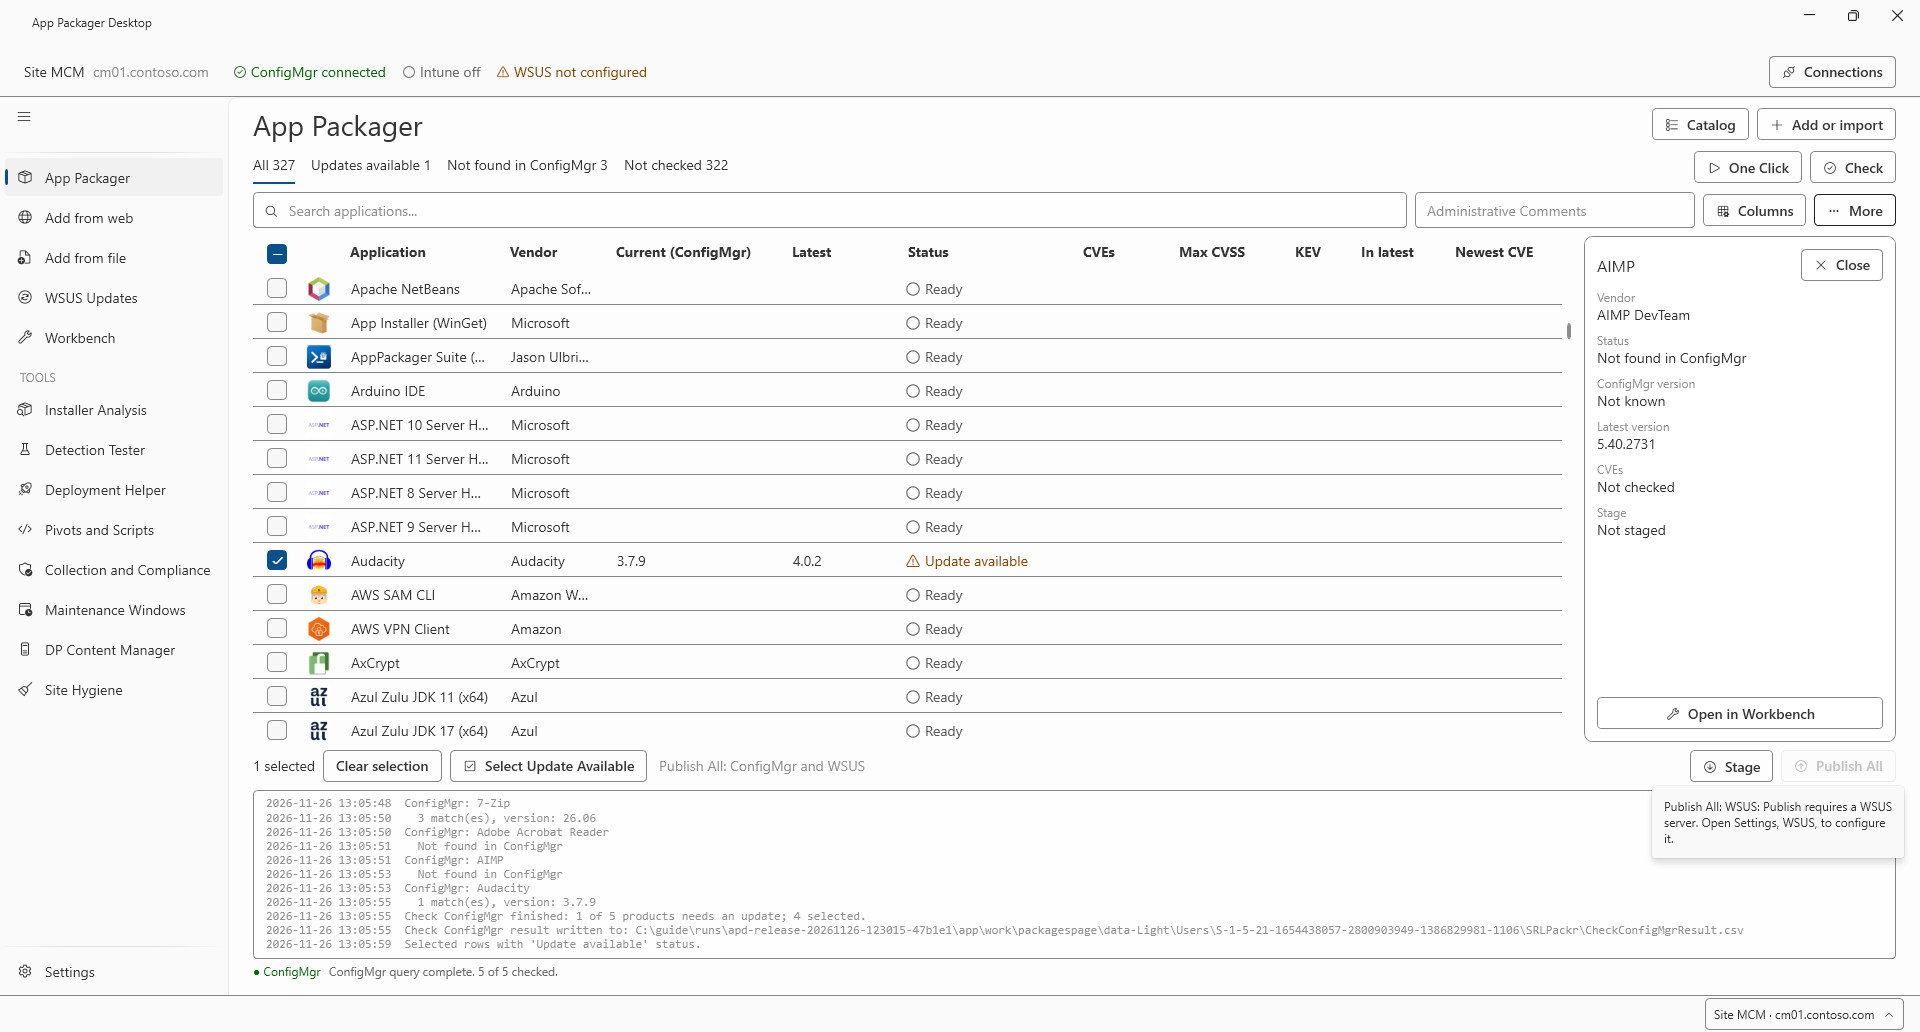 App Packager Desktop
Site MCM cm01.contoso.com ConfigMgr connected Intune off WSUS not configured Connections
App Packager
Add from web
Add from file
WSUS Updates
Workbench
TOOLS
Installer Analysis
Detection Tester
Deployment Helper
Pivots and Scripts
Collection and Compliance
Maintenance Windows
DP Content Manager
Site Hygiene
Settings
App Packager
Catalog Add or import
All 327 Updates available 1 Not found in ConfigMgr 3 Not checked 322
One Click Check
Search applications... Administrative Comments Columns More
Application Vendor Current (ConfigMgr) Latest Status CVEs Max CVSS KEV In latest Newest CVE
Apache NetBeans Apache Sof... Ready
App Installer (WinGet) Microsoft Ready
AppPackager Suite (... Jason Ulbri... Ready
Arduino IDE Arduino Ready
ASP.NET ASP.NET 10 Server H... Microsoft Ready
ASP.NET ASP.NET 11 Server H... Microsoft Ready
ASP.NET ASP.NET 8 Server H... Microsoft Ready
ASP.NET ASP.NET 9 Server H... Microsoft Ready
Audacity Audacity 3.7.9 4.0.2 Update available
AWS SAM CLI Amazon W... Ready
AWS VPN Client Amazon Ready
AxCrypt AxCrypt Ready
azul Azul Zulu JDK 11 (x64) Azul Ready
azul Azul Zulu JDK 17 (x64) Azul Ready
AIMP Close
Vendor
AIMP DevTeam
Status
Not found in ConfigMgr
ConfigMgr version
Not known
Latest version
5.40.2731
CVEs
Not checked
Stage
Not staged
Open in Workbench
1 selected Clear selection Select Update Available Publish All: ConfigMgr and WSUS Stage Publish All
Publish All: WSUS: Publish requires a WSUS
server. Open Settings, WSUS, to configure
it.
2026-11-26 13:05:48 ConfigMgr: 7-Zip
2026-11-26 13:05:50 3 match(es), version: 26.06
2026-11-26 13:05:50 ConfigMgr: Adobe Acrobat Reader
2026-11-26 13:05:51 Not found in ConfigMgr
2026-11-26 13:05:51 ConfigMgr: AIMP
2026-11-26 13:05:53 Not found in ConfigMgr
2026-11-26 13:05:53 ConfigMgr: Audacity
2026-11-26 13:05:55 1 match(es), version: 3.7.9
2026-11-26 13:05:55 Check ConfigMgr finished: 1 of 5 products needs an update; 4 selected.
2026-11-26 13:05:55 Check ConfigMgr result written to: C:\guide\runs\apd-release-20261126-123015-47b1e1\app\work\packagespage\data-Light\Users\S-1-5-21-1654438057-2800903949-1386829981-1106\SRLPackr\CheckConfigMgrResult.csv
2026-11-26 13:05:59 Selected rows with 'Update available' status.
ConfigMgr ConfigMgr query complete. 5 of 5 checked.
Site MCM · cm01.contoso.com